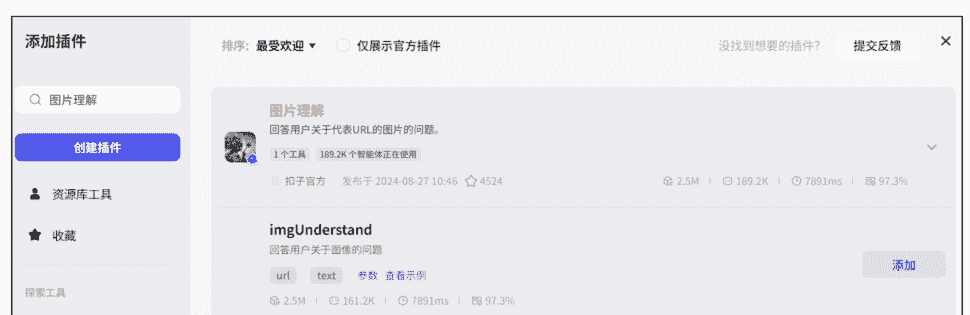 添加插件
排序: 最受欢迎 仅展示官方插件 没找到想要的插件? 提交反馈
图片理解
创建插件
资源库工具
收藏
探索工具
图片理解
回答用户关于代表URL的图片的问题。
1 个工具 189.2K 个智能体正在使用
扣子官方 发布于 2024-08-27 10:46 4524 2.5M 189.2K 7891ms 97.3%
imgUnderstand
回答用户关于图像的问题
url text 参数 查看示例
添加
2.5M 161.2K 7891ms 97.3%